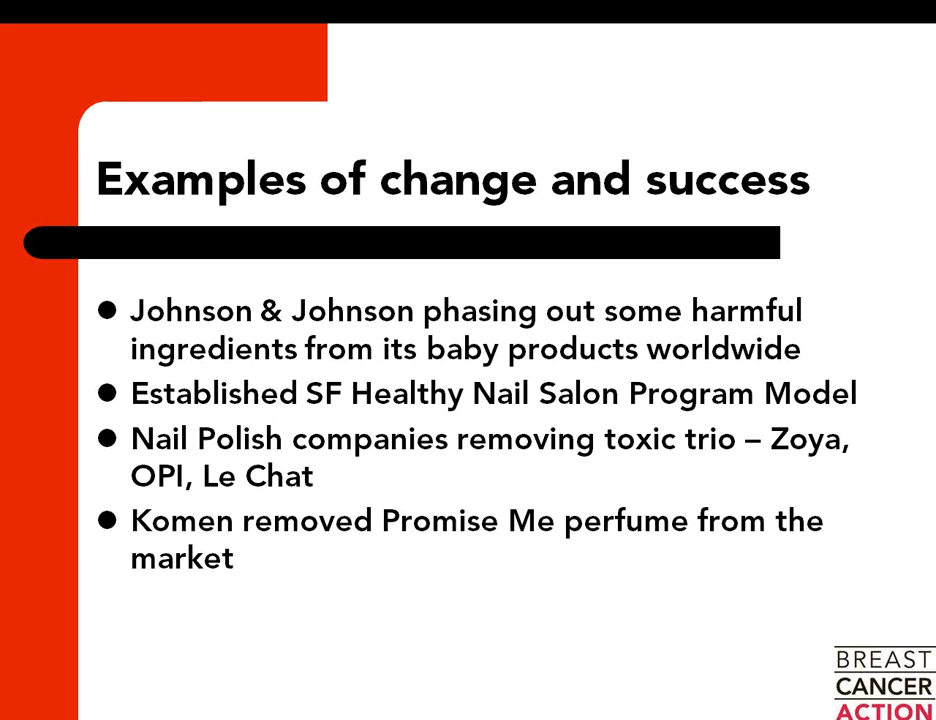 Examples of change and success
Johnson & Johnson phasing out some harmful
ingredients from its baby products worldwide
Established SF Healthy Nail Salon Program Model
Nail Polish companies removing toxic trio – Zoya,
OPI, Le Chat
Komen removed Promise Me perfume from the
market
BREAST
CANCER
ACTION